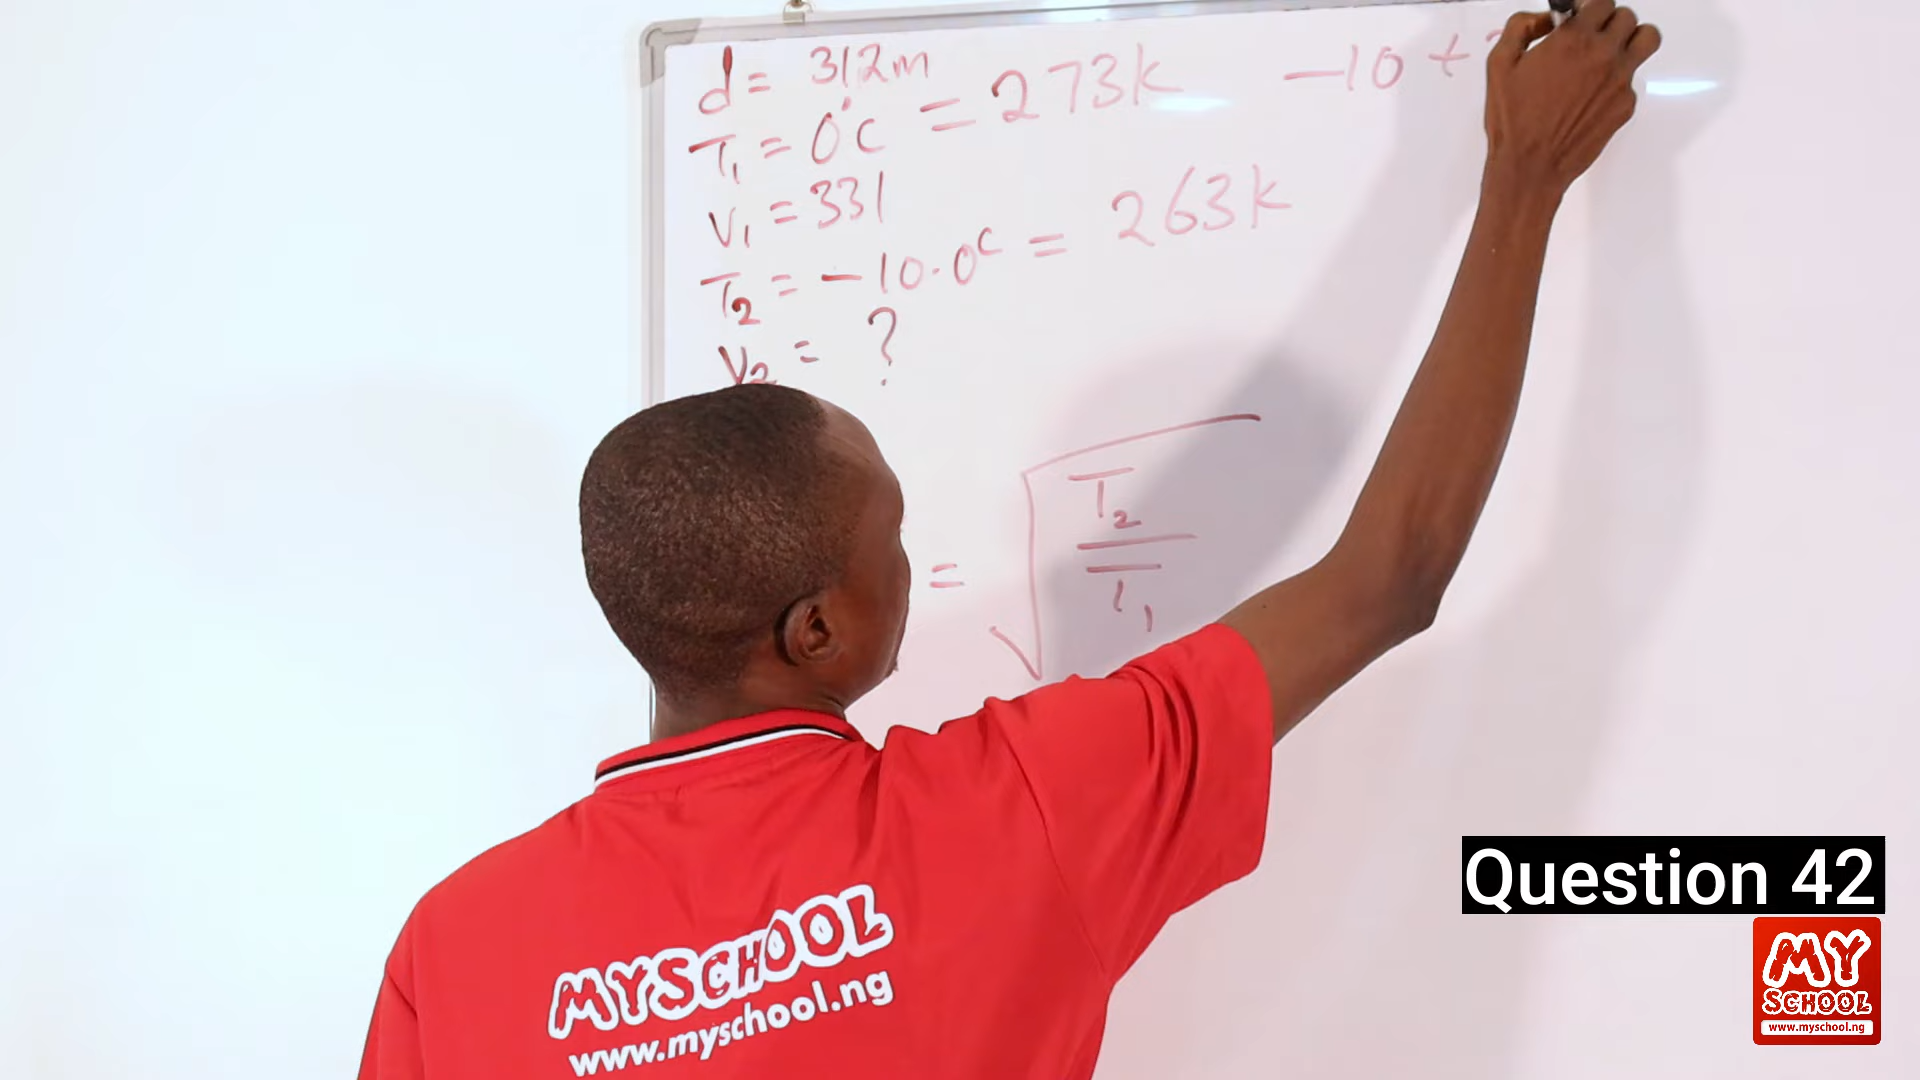 d = 312m
T1 = 0°C = 273k -10 +
V1 = 331
T2 = -10.0°C = 263k
V2 = ?
= √T2/T1
MYSCHOOL
www.myschool.ng
Question 42
MY
SCHOOL
www.myschool.ng